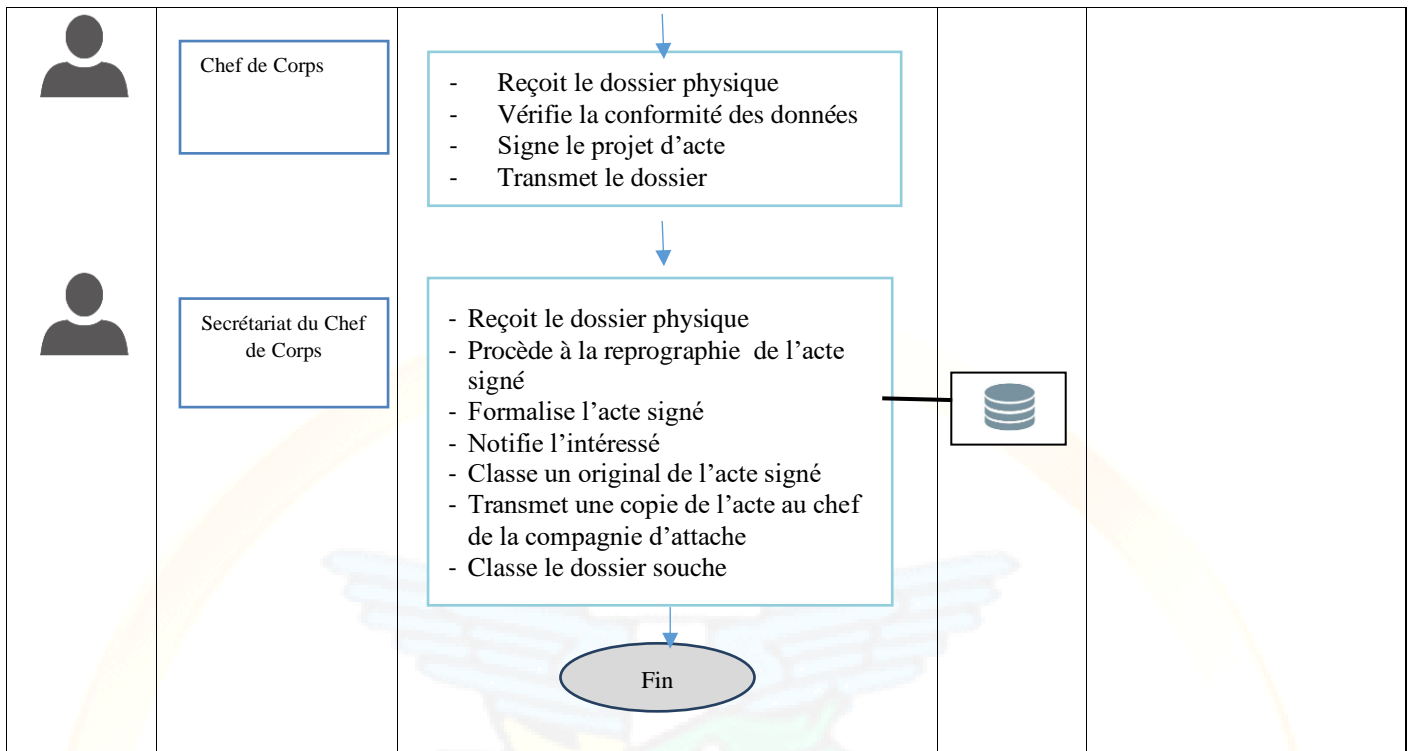 Chef de Corps
- Reçoit le dossier physique
- Vérifie la conformité des données
- Signe le projet d’acte
- Transmet le dossier
Secrétariat du Chef
de Corps
- Reçoit le dossier physique
- Procède à la reprographie de l’acte
signé
- Formalise l’acte signé
- Notifie l’intéressé
- Classe un original de l’acte signé
- Transmet une copie de l’acte au chef
de la compagnie d’attache
- Classe le dossier souche
Fin